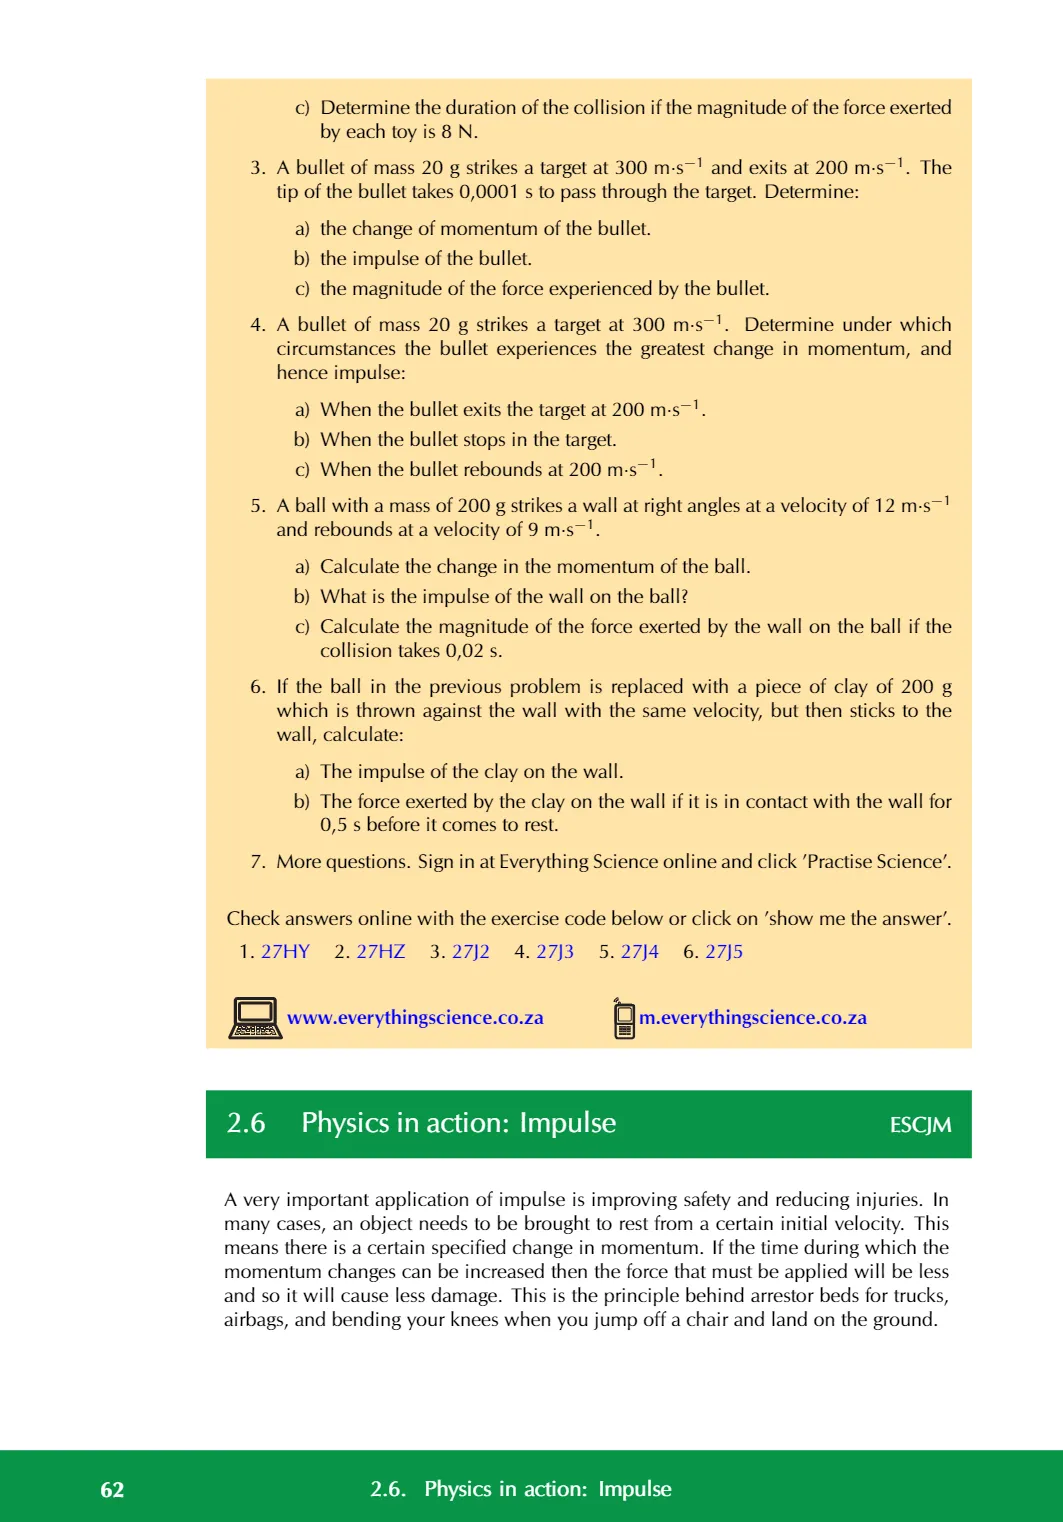 c) Determine the duration of the collision if the magnitude of the force exerted
by each toy is 8 N.
3. A bullet of mass 20 g strikes a target at 300 m·s⁻¹ and exits at 200 m·s⁻¹. The
tip of the bullet takes 0,0001 s to pass through the target. Determine:
a) the change of momentum of the bullet.
b) the impulse of the bullet.
c) the magnitude of the force experienced by the bullet.
4. A bullet of mass 20 g strikes a target at 300 m·s⁻¹. Determine under which
circumstances the bullet experiences the greatest change in momentum, and
hence impulse:
a) When the bullet exits the target at 200 m·s⁻¹.
b) When the bullet stops in the target.
c) When the bullet rebounds at 200 m·s⁻¹.
5. A ball with a mass of 200 g strikes a wall at right angles at a velocity of 12 m·s⁻¹
and rebounds at a velocity of 9 m·s⁻¹.
a) Calculate the change in the momentum of the ball.
b) What is the impulse of the wall on the ball?
c) Calculate the magnitude of the force exerted by the wall on the ball if the
collision takes 0,02 s.
6. If the ball in the previous problem is replaced with a piece of clay of 200 g
which is thrown against the wall with the same velocity, but then sticks to the
wall, calculate:
a) The impulse of the clay on the wall.
b) The force exerted by the clay on the wall if it is in contact with the wall for
0,5 s before it comes to rest.
7. More questions. Sign in at Everything Science online and click ’Practise Science’.
Check answers online with the exercise code below or click on ’show me the answer’.
1. 27HY 2. 27HZ 3. 27J2 4. 27J3 5. 27J4 6. 27J5
www.everythingscience.co.za m.everythingscience.co.za
2.6 Physics in action: Impulse ESCJM
A very important application of impulse is improving safety and reducing injuries. In
many cases, an object needs to be brought to rest from a certain initial velocity. This
means there is a certain specified change in momentum. If the time during which the
momentum changes can be increased then the force that must be applied will be less
and so it will cause less damage. This is the principle behind arrestor beds for trucks,
airbags, and bending your knees when you jump off a chair and land on the ground.
62 2.6. Physics in action: Impulse